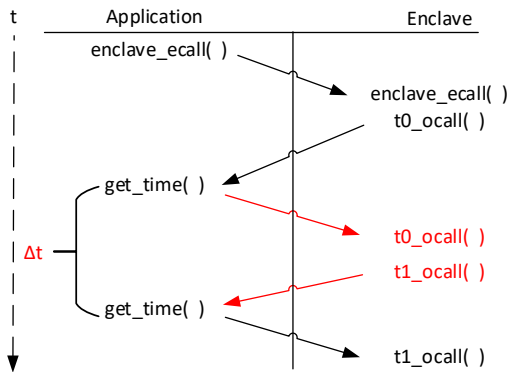 t Application Enclave
enclave_ecall( )
enclave_ecall( )
t0_ocall( )
get_time( )
t0_ocall( )
Δt
t1_ocall( )
get_time( )
t1_ocall( )